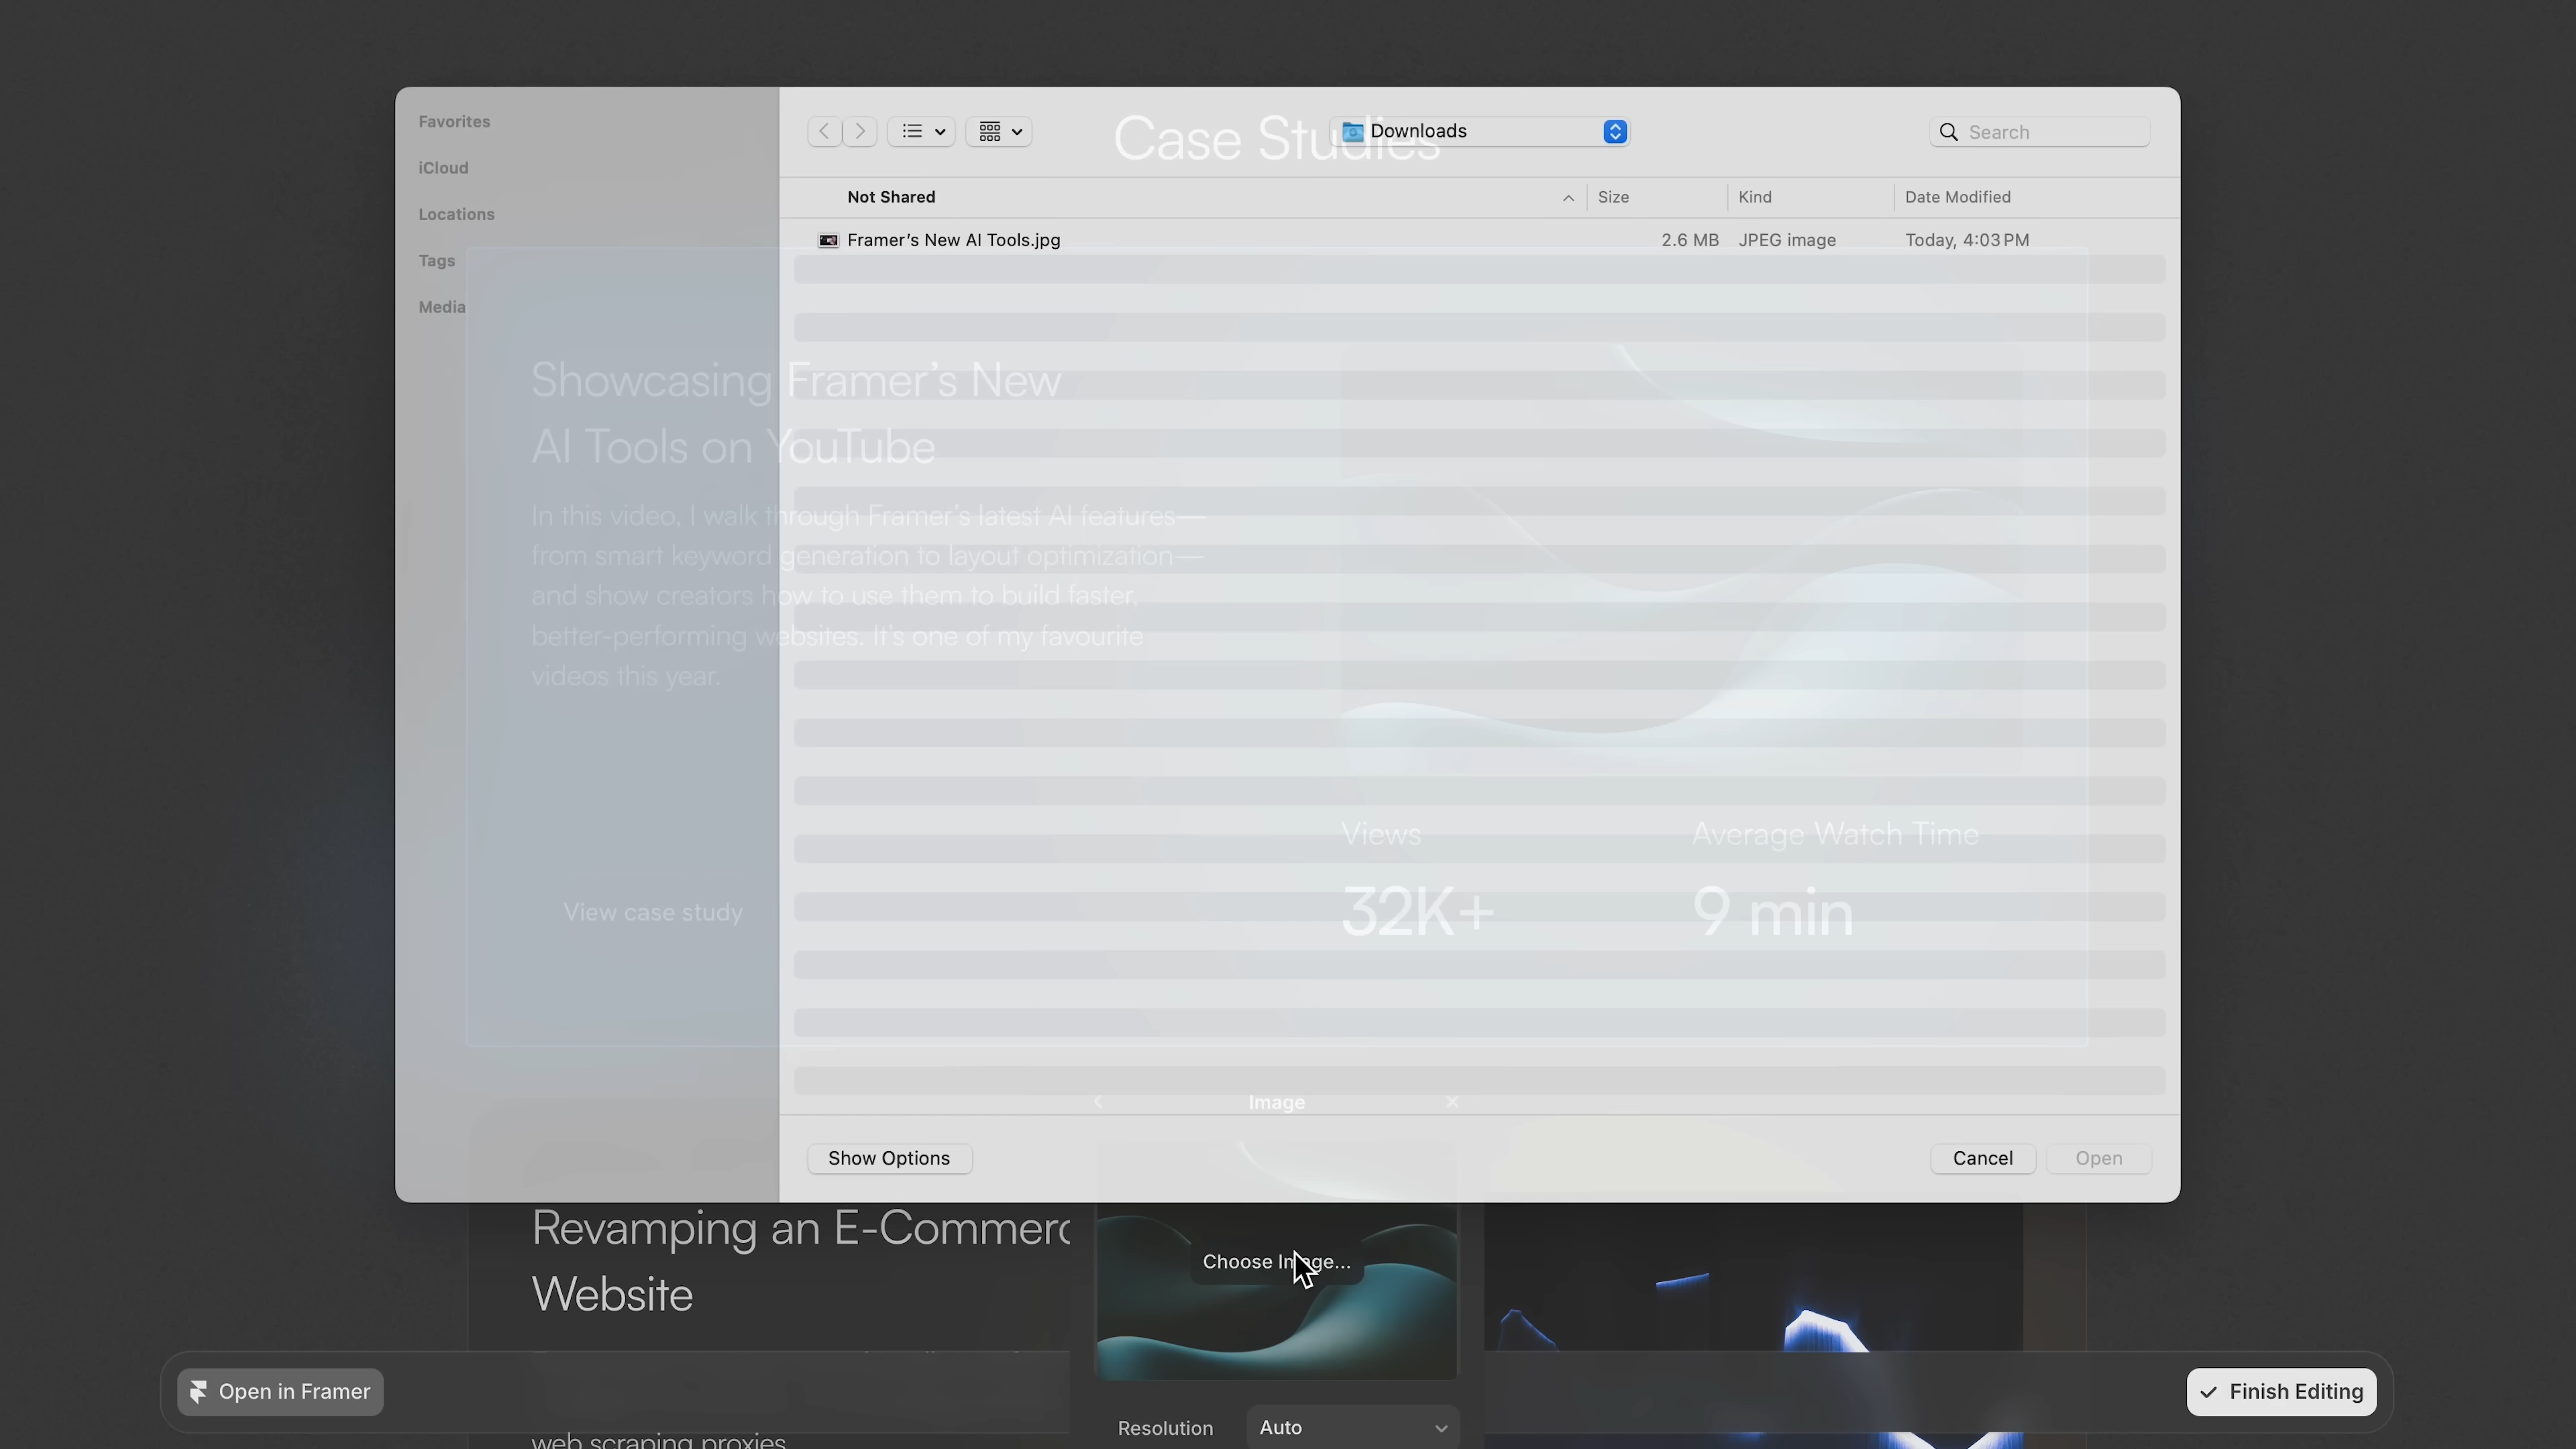 Favorites
iCloud
Locations
Tags
Media
Case Studies
Downloads
Search
Not Shared
Size
Kind
Date Modified
Framer's New AI Tools.jpg
2.6 MB
JPEG image
Today, 4:03 PM
Showcasing Framer's New
AI Tools on YouTube
In this video, I walk through Framer's latest AI features—
from smart keyword generation to layout optimization—
and show creators how to use them to build faster,
better-performing websites. It's one of my favourite
videos this year.
View case study
Views
Average Watch Time
32K+
9 min
Image
Show Options
Cancel
Open
Revamping an E-Commerc
Website
Choose Image...
Open in Framer
Finish Editing
Resolution
Auto
web scraping proxies